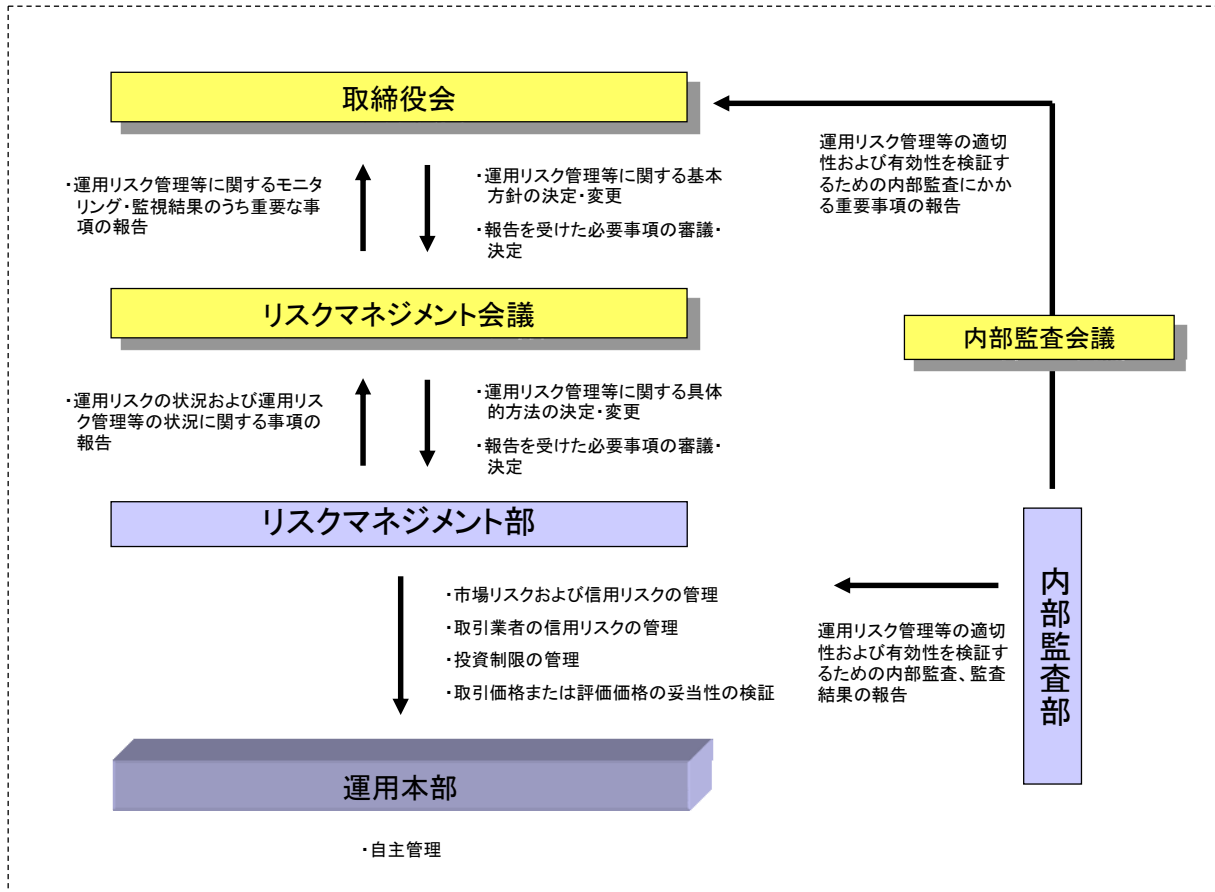 取締役会
・運用リスク管理等に関するモニタ
リング・監視結果のうち重要な事
項の報告
・運用リスク管理等に関する基本
方針の決定・変更
・報告を受けた必要事項の審議・
決定
運用リスク管理等の適切
性および有効性を検証す
るための内部監査にかか
る重要事項の報告
リスクマネジメント会議
内部監査会議
・運用リスクの状況および運用リス
ク管理等の状況に関する事項の
報告
・運用リスク管理等に関する具体
的方法の決定・変更
・報告を受けた必要事項の審議・
決定
リスクマネジメント部
内部監査部
・市場リスクおよび信用リスクの管理
・取引業者の信用リスクの管理
・投資制限の管理
・取引価格または評価価格の妥当性の検証
運用リスク管理等の適切
性および有効性を検証す
るための内部監査、監査
結果の報告
運用本部
・自主管理